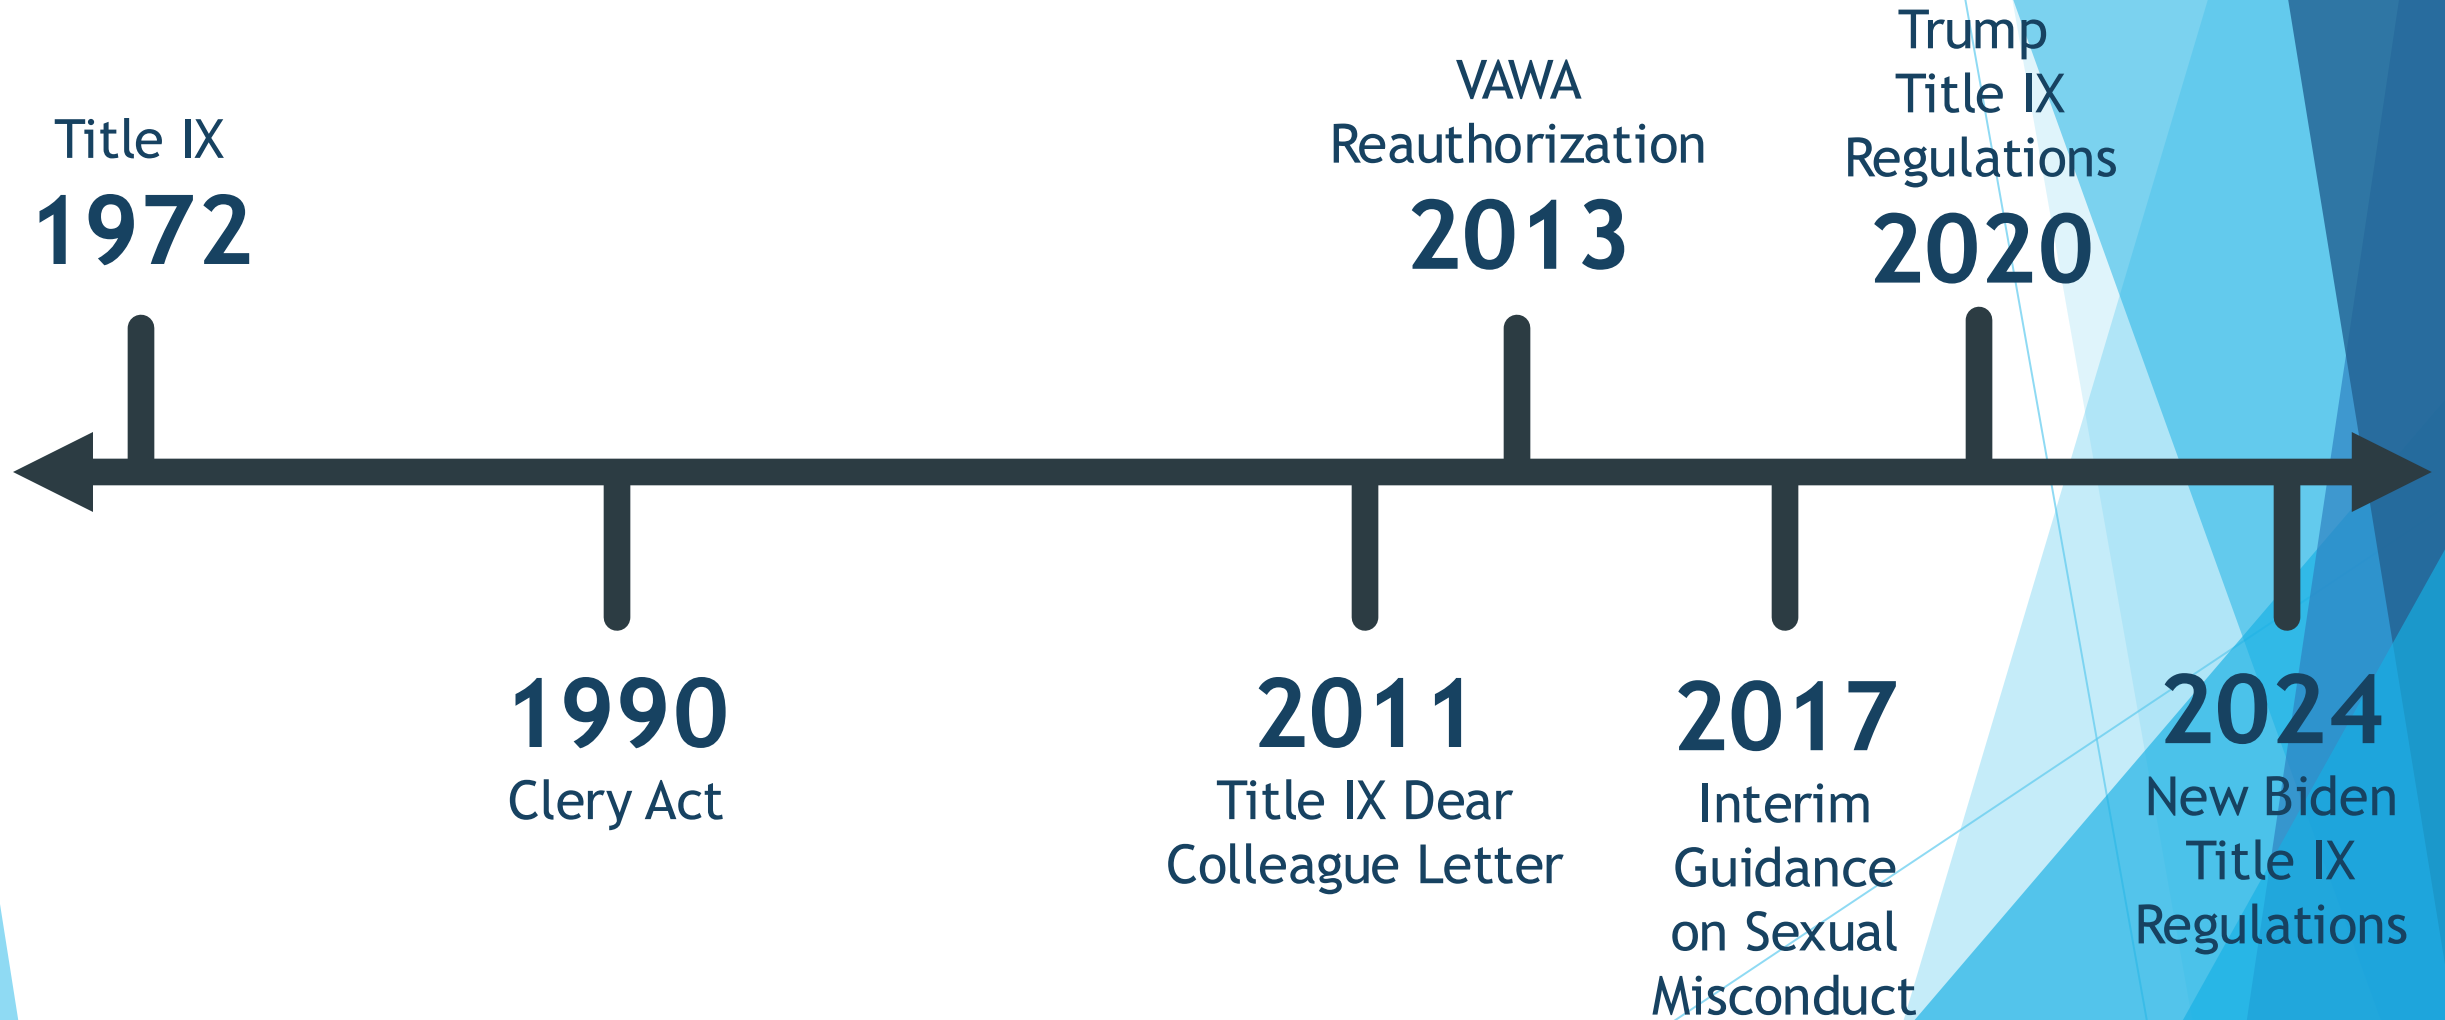 Title IX
1972
1990
Clery Act
2011
Title IX Dear
Colleague Letter
VAWA
Reauthorization
2013
2017
Interim
Guidance
on Sexual
Misconduct
Trump
Title IX
Regulations
2020
2024
New Biden
Title IX
Regulations